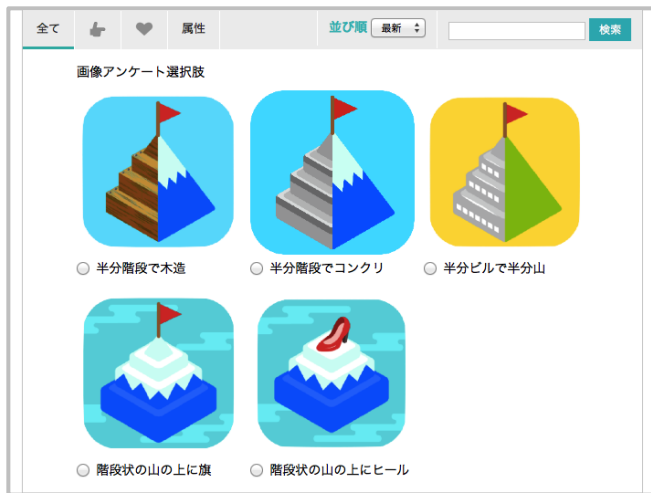 全て 属性 並び順 最新 検索
画像アンケート選択肢
半分階段で木造 半分階段でコンクリ 半分ビルで半分山
階段状の山の上に旗 階段状の山の上にヒール